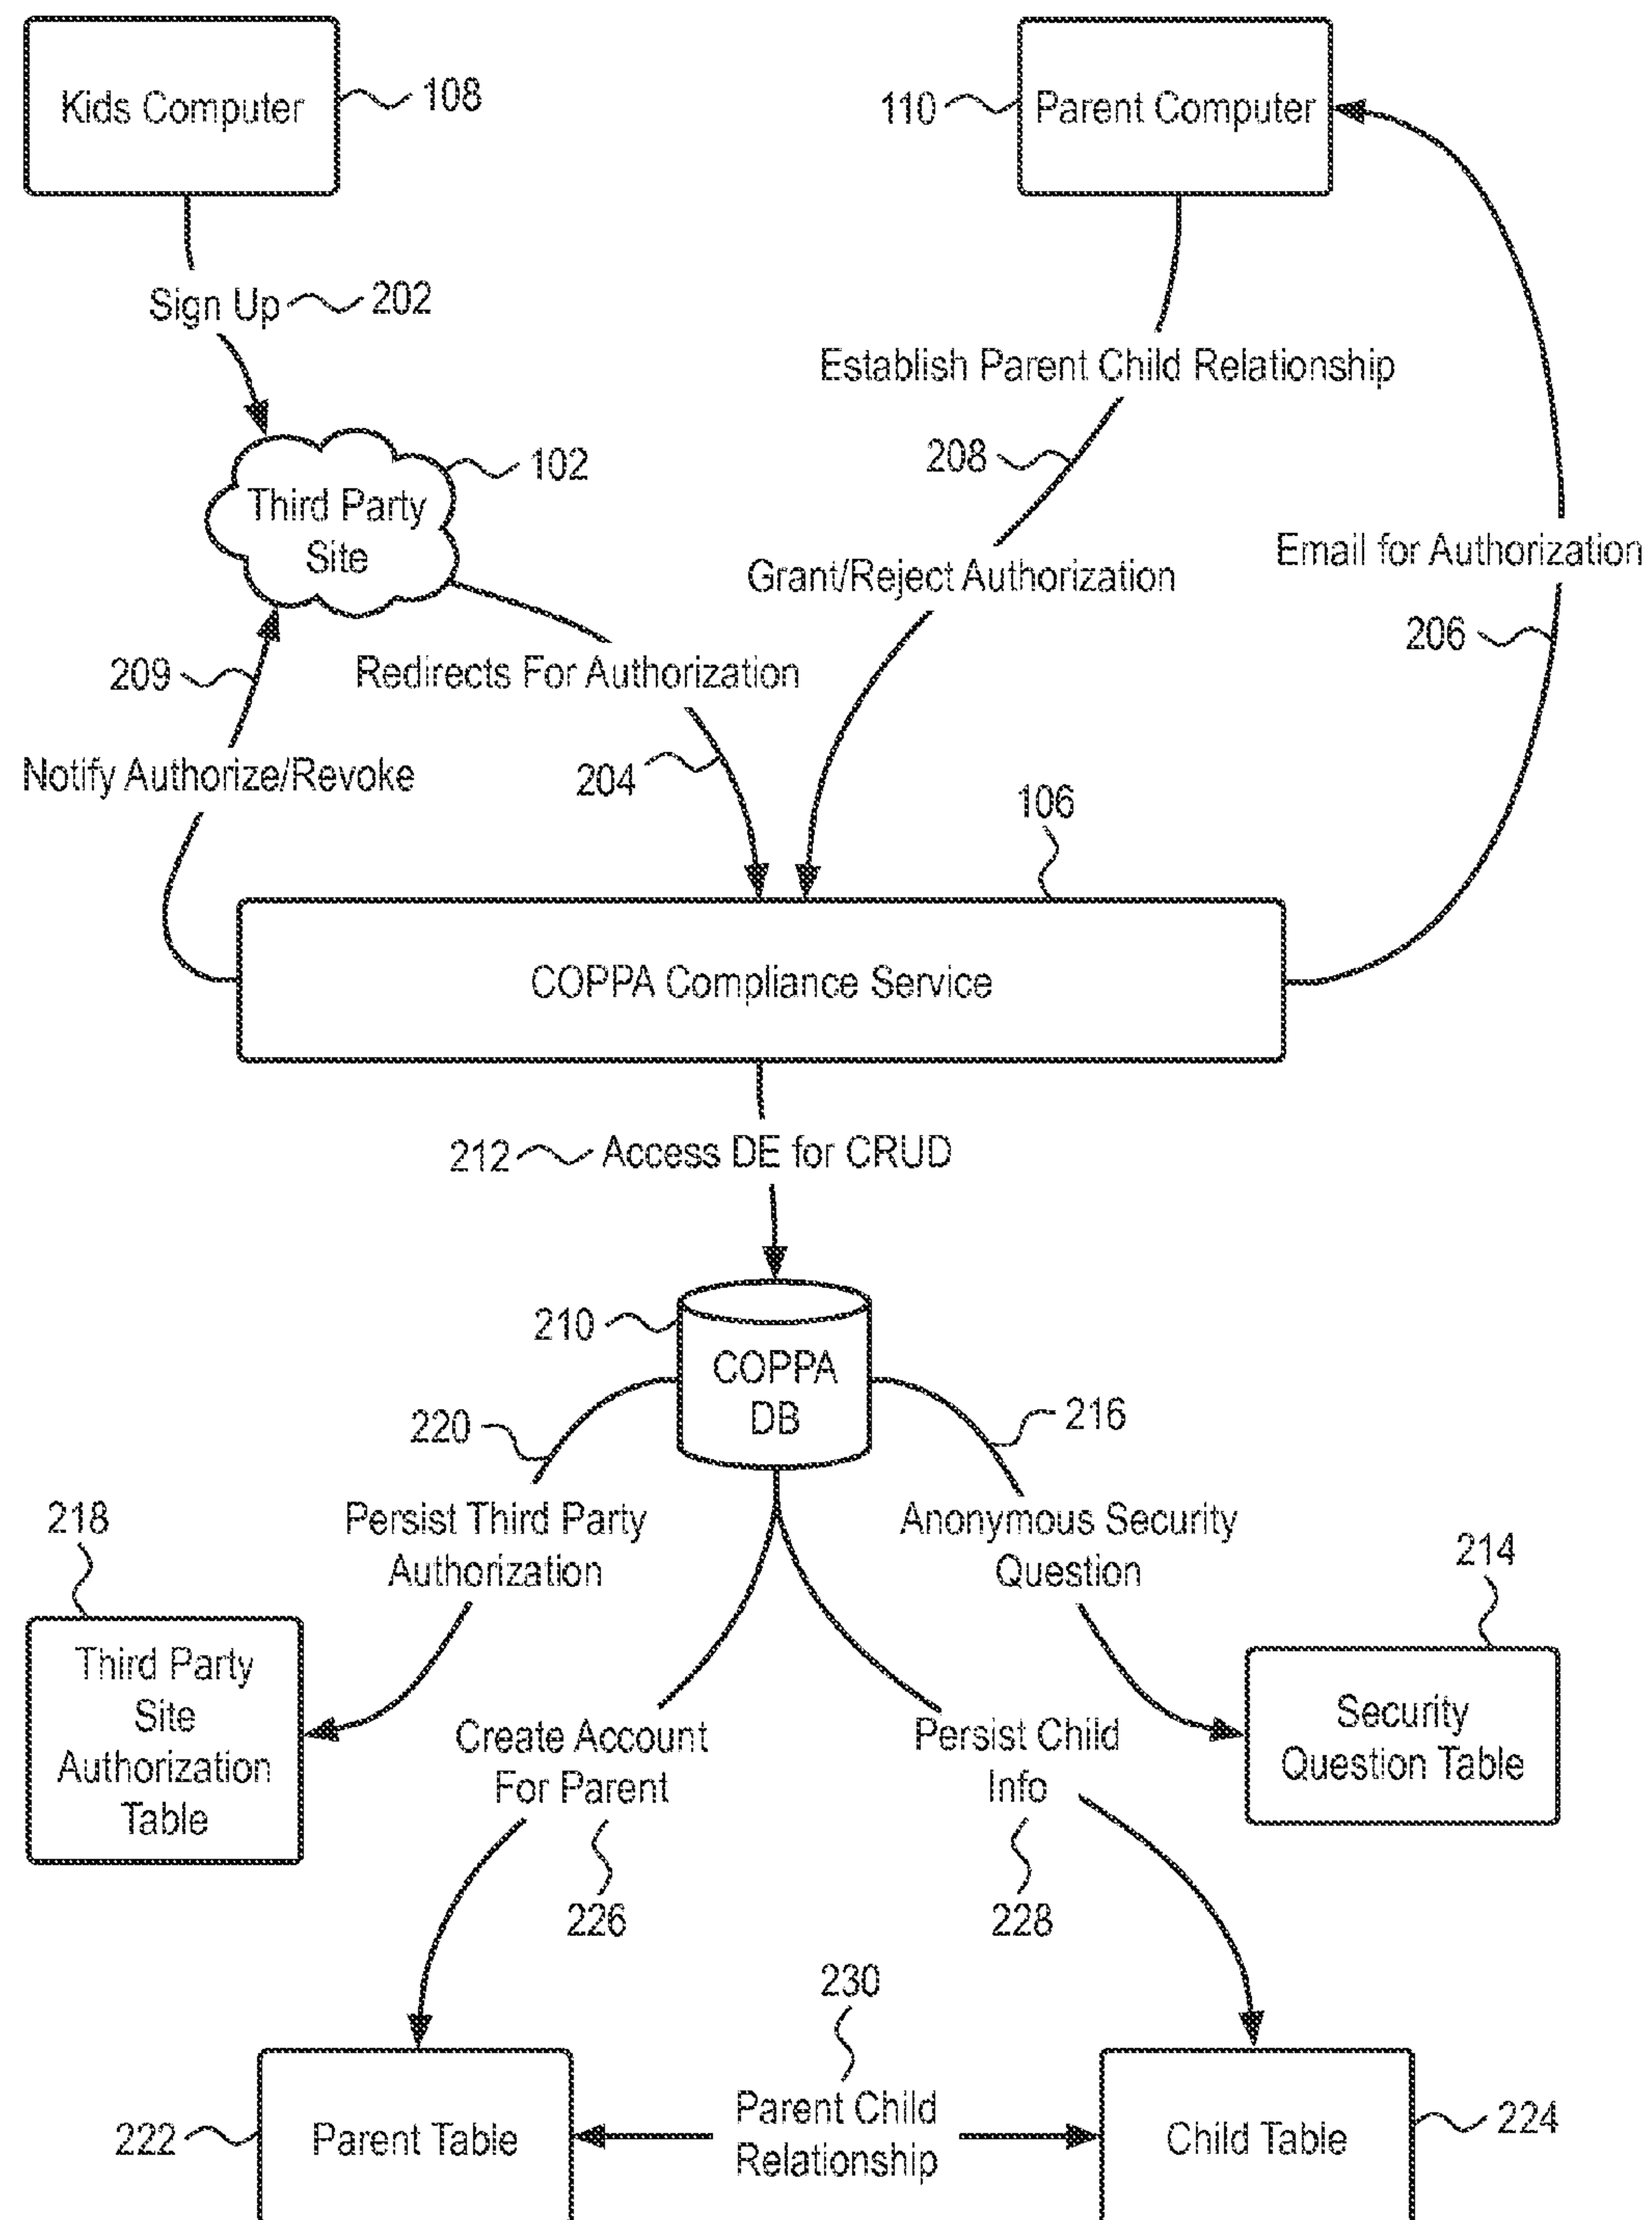 Kids Computer
108
110
Parent Computer
Sign Up
202
Establish Parent Child Relationship
102
208
Third Party
Site
Email for Authorization
Grant/Reject Authorization
206
209
Redirects For Authorization
Notify Authorize/Revoke
204
106
COPPA Compliance Service
212
Access DE for CRUD
210
COPPA
DB
220
216
218
Persist Third Party
Authorization
Anonymous Security
Question
214
Third Party
Site
Authorization
Table
Create Account
For Parent
Persist Child
Info
Security
Question Table
226
228
230
222
Parent Table
Parent Child
Relationship
Child Table
224